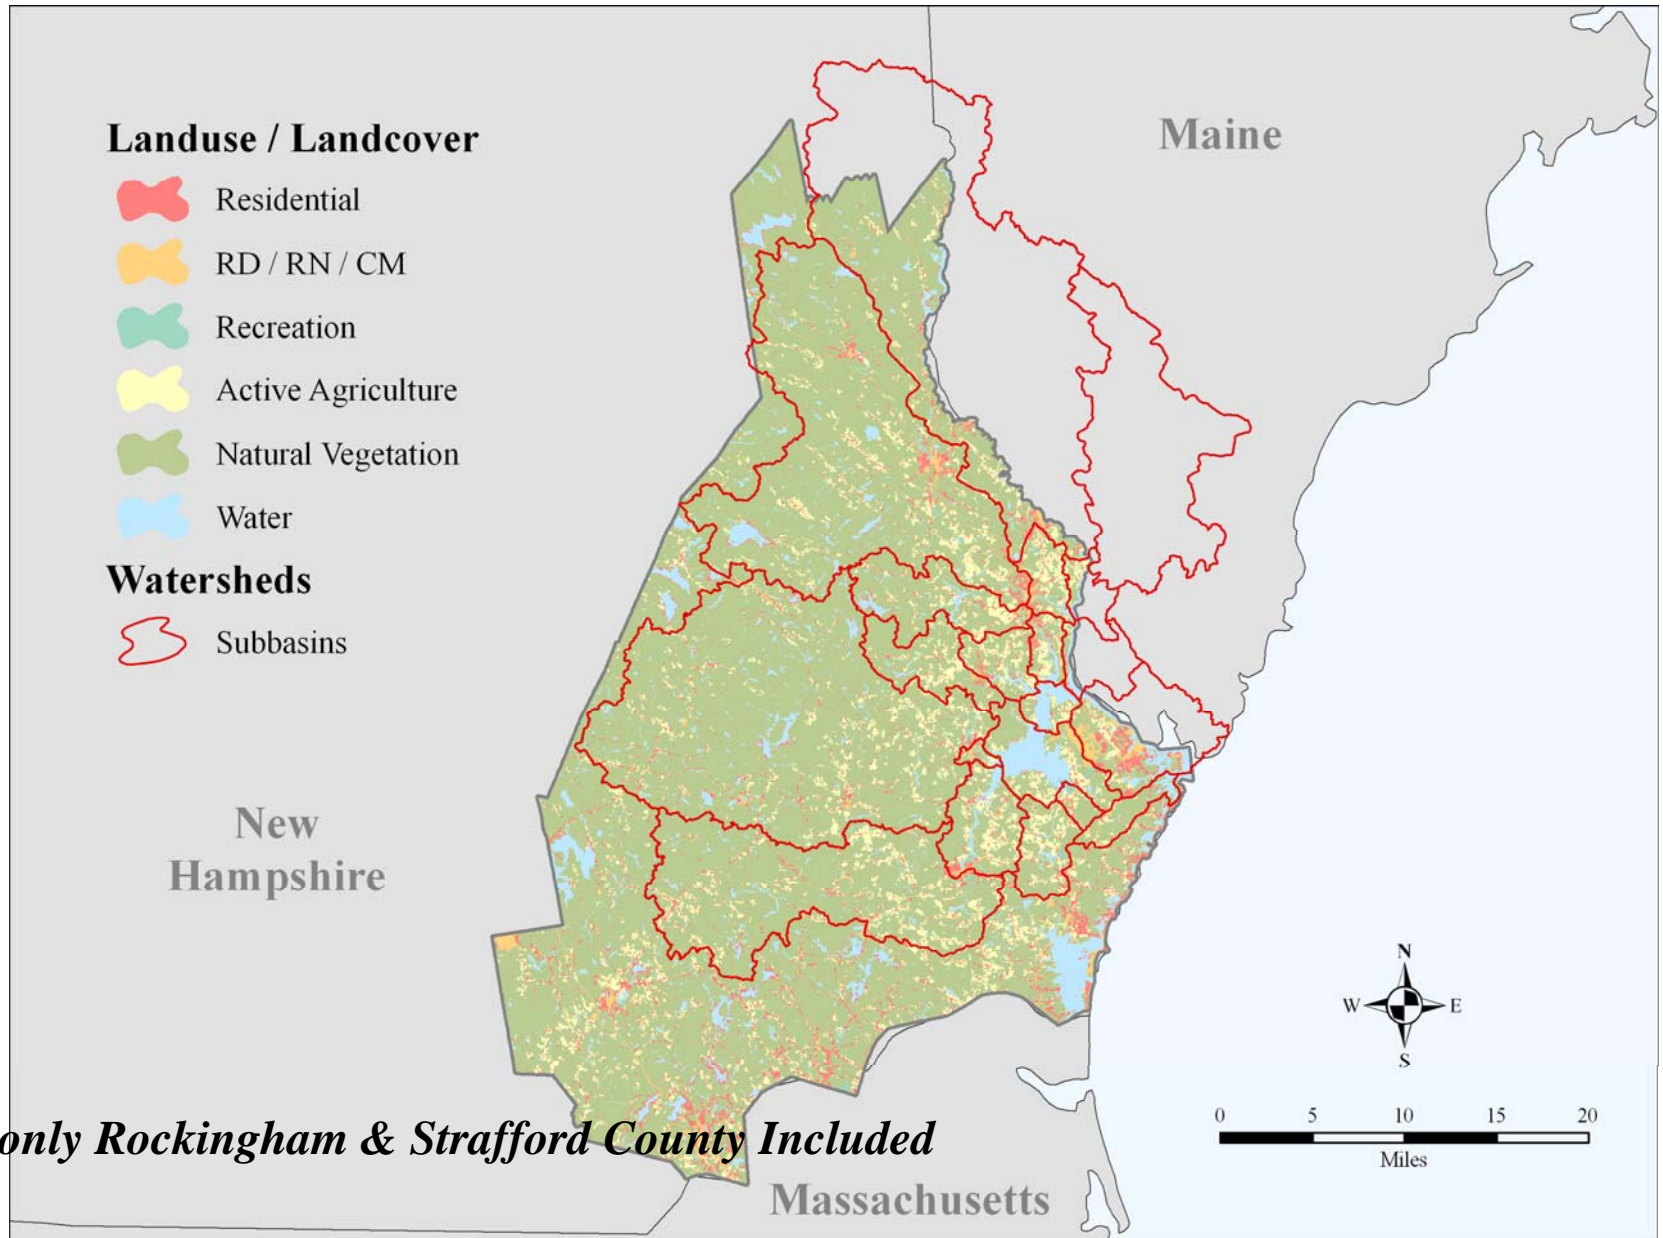 Landuse / Landcover
Residential
RD / RN / CM
Recreation
Active Agriculture
Natural Vegetation
Water
Watersheds
Subbasins
Maine
New
Hampshire
Massachusetts
only Rockingham & Strafford County Included
N
W E
S
0 5 10 15 20
Miles